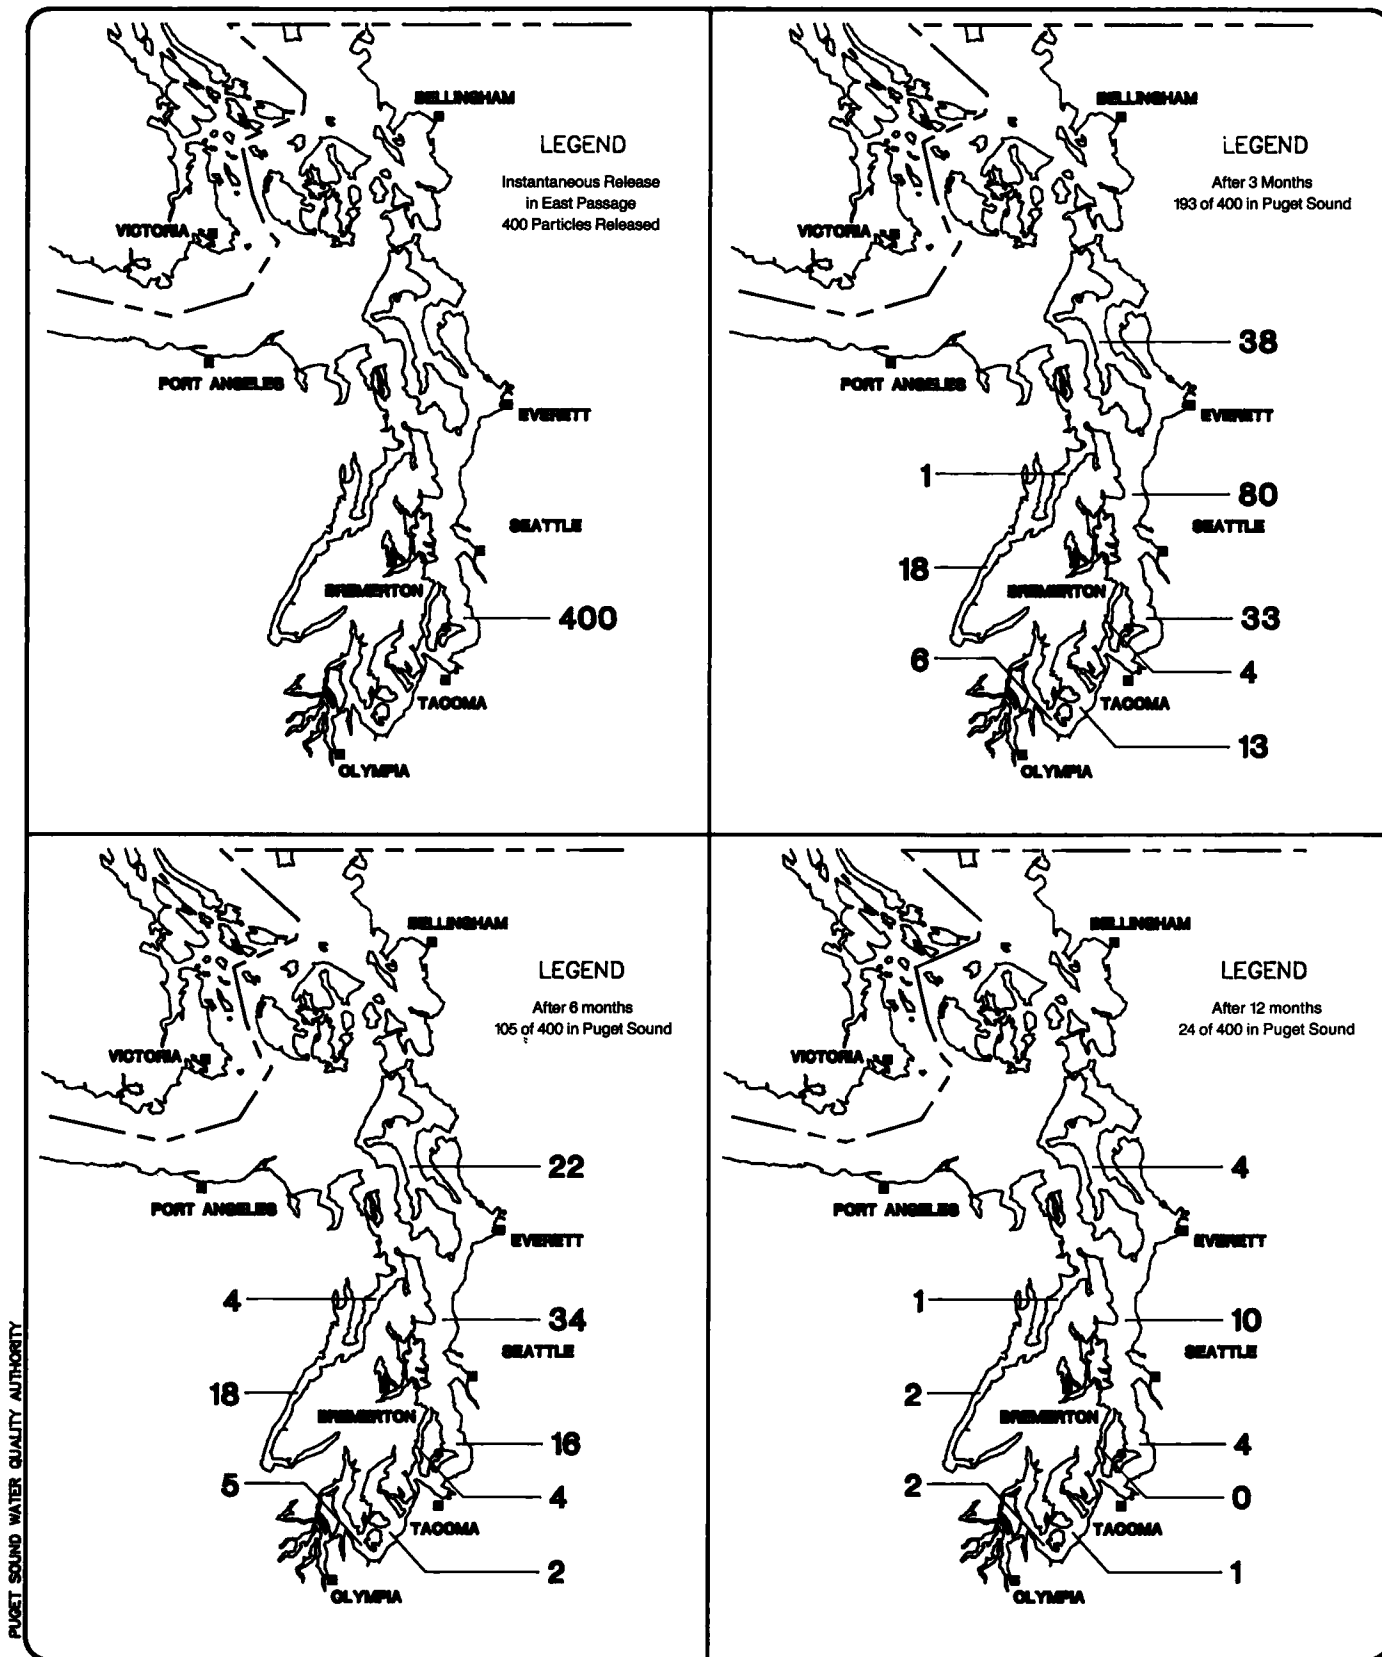 BELLINGHAM
LEGEND
Instantaneous Release
in East Passage
400 Particles Released
VICTORIA
PORT ANGELES
EVERETT
SEATTLE
BREMERTON
400
TACOMA
OLYMPIA
BELLINGHAM
LEGEND
After 3 Months
193 of 400 in Puget Sound
VICTORIA
38
PORT ANGELES
EVERETT
1
80
SEATTLE
18
BREMERTON
33
6
4
TACOMA
13
OLYMPIA
BELLINGHAM
LEGEND
After 6 months
105 of 400 in Puget Sound
VICTORIA
22
PORT ANGELES
EVERETT
4
34
SEATTLE
18
BREMERTON
16
5
4
TACOMA
2
OLYMPIA
BELLINGHAM
LEGEND
After 12 months
24 of 400 in Puget Sound
VICTORIA
4
PORT ANGELES
EVERETT
1
10
SEATTLE
2
BREMERTON
4
2
0
TACOMA
1
OLYMPIA
PUGET SOUND WATER QUALITY AUTHORITY